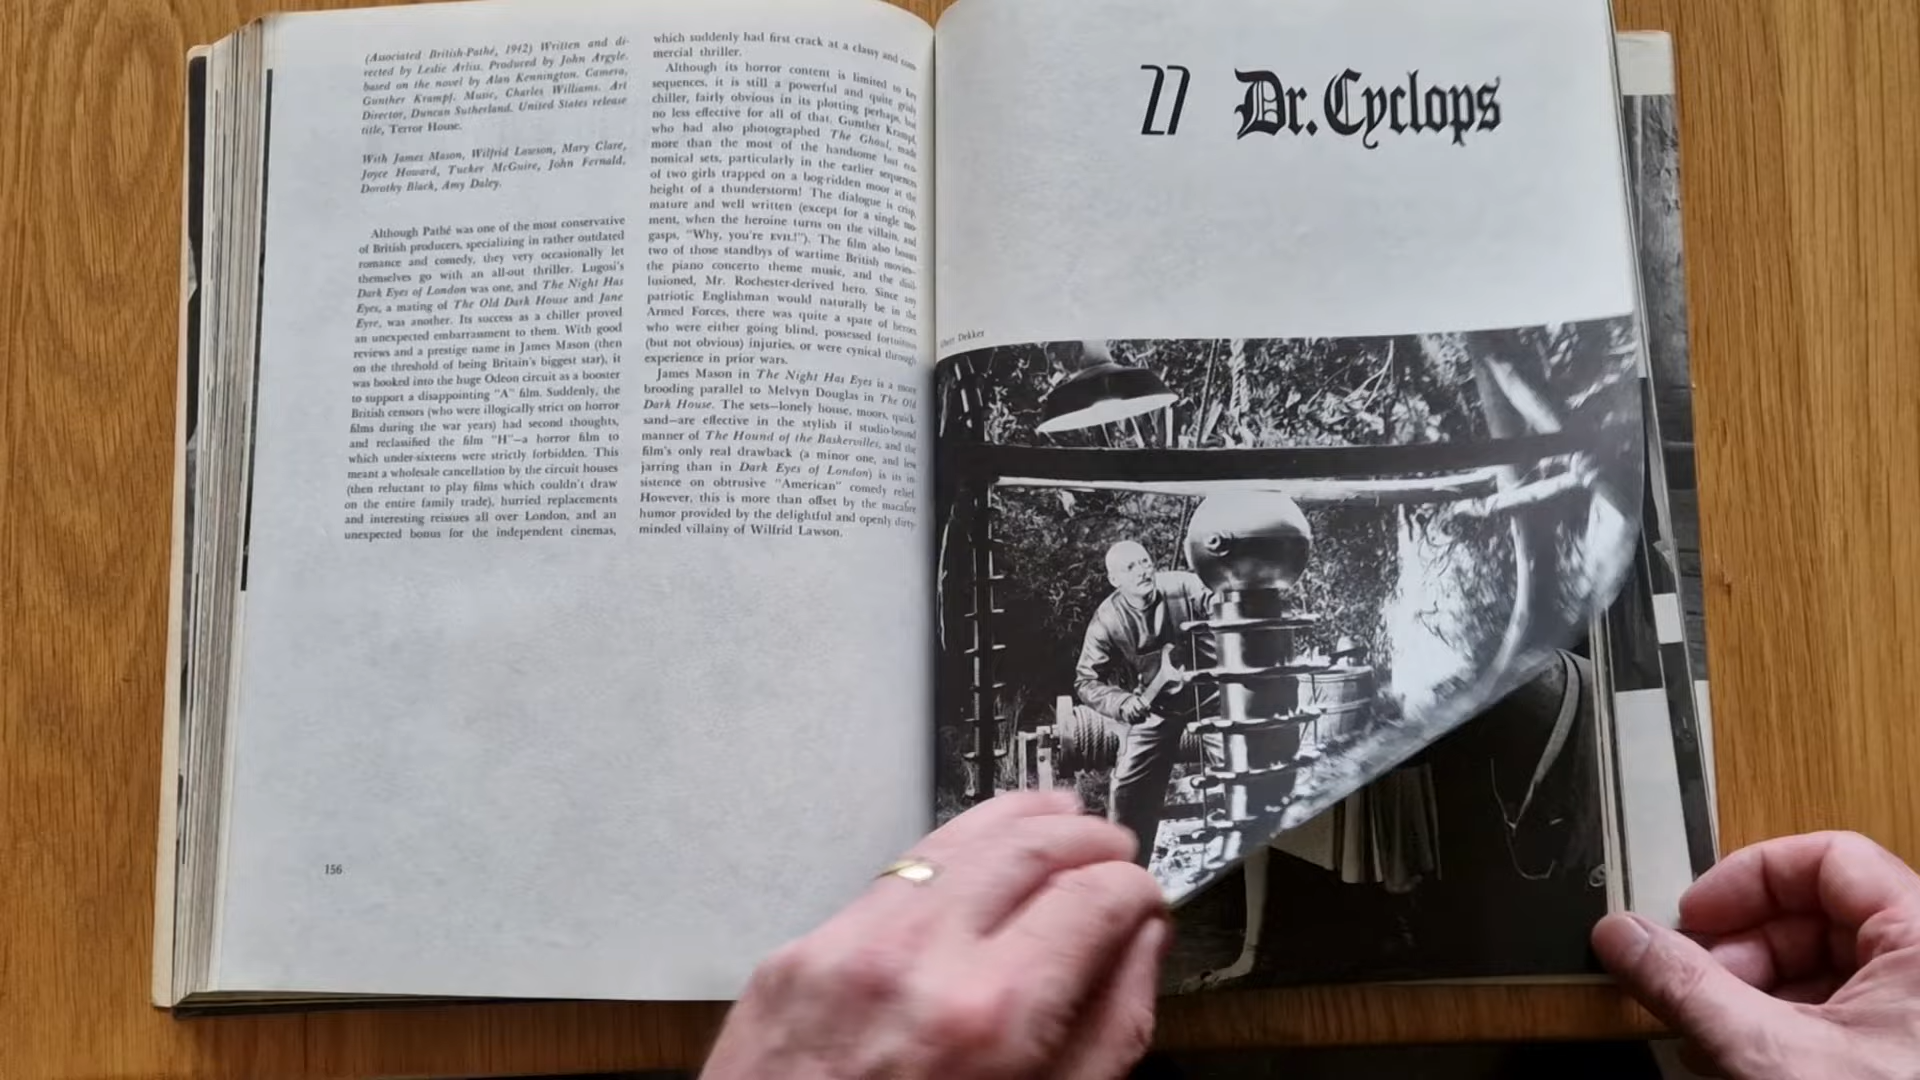 (Associated British-Pathé, 1942) Written and di-
rected by Leslie Arliss. Produced by John Argyle,
based on the novel by Alan Kennington. Camera,
Gunther Krampf. Music, Charles Williams. Art
Director, Duncan Sutherland. United States release
title, Terror House.
With James Mason, Wilfrid Lawson, Mary Clare,
Joyce Howard, Tucker McGuire, John Fernald,
Dorothy Black, Amy Daley.
Although Pathé was one of the most conservative
of British producers, specializing in rather outdated
romance and comedy, they very occasionally let
themselves go with an all-out thriller. Lugosi's
Dark Eyes of London was one, and The Night Has
Eyes, a mating of The Old Dark House and Jane
Eyre, was another. Its success as a chiller proved
an unexpected embarrassment to them. With good
reviews and a prestige name in James Mason (then
on the threshold of being Britain's biggest star), it
was booked into the huge Odeon circuit as a booster
to support a disappointing "A" film. Suddenly, the
British censors (who were illogically strict on horror
films during the war years) had second thoughts,
and reclassified the film "H"—a horror film to
which under-sixteens were strictly forbidden. This
meant a wholesale cancellation by the circuit houses
(then reluctant to play films which couldn't draw
on the entire family trade), hurried replacements
and interesting reissues all over London, and an
unexpected bonus for the independent cinemas,
156
which suddenly had first crack at a classy and com-
mercial thriller.
Although its horror content is limited to key
sequences, it is still a powerful and quite grisly
chiller, fairly obvious in its plotting perhaps, but
no less effective for all of that. Gunther Krampf,
who had also photographed The Ghoul, made
more than the most of the handsome but eco-
nomical sets, particularly in the earlier sequences
of two girls trapped on a bog-ridden moor at the
height of a thunderstorm! The dialogue is crisp,
mature and well written (except for a single mo-
ment, when the heroine turns on the villain, and
gasps, "Why, you're EVIL!"). The film also boasts
two of those standbys of wartime British movies—
the piano concerto theme music, and the disil-
lusioned, Mr. Rochester-derived hero. Since any
patriotic Englishman would naturally be in the
Armed Forces, there was quite a spate of heroes
who were either going blind, possessed fortuitous
(but not obvious) injuries, or were cynical through
experience in prior wars.
James Mason in The Night Has Eyes is a more
brooding parallel to Melvyn Douglas in The Old
Dark House. The sets—lonely house, moors, quick-
sand—are effective in the stylish if studio-bound
manner of The Hound of the Baskervilles, and the
film's only real drawback (a minor one, and less
jarring than in Dark Eyes of London) is its in-
sistence on obtrusive "American" comedy relief.
However, this is more than offset by the macabre
humor provided by the delightful and openly dirty-
minded villainy of Wilfrid Lawson.
27 Dr. Cyclops
Dekker